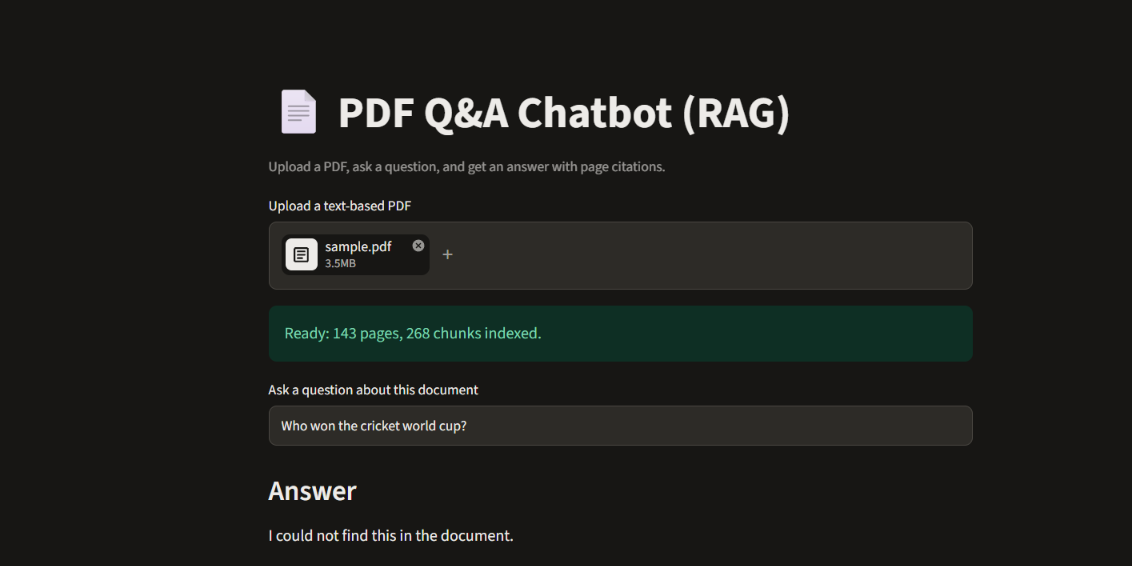 PDF Q&A Chatbot (RAG)
Upload a PDF, ask a question, and get an answer with page citations.
Upload a text-based PDF
sample.pdf
3.5MB
Ready: 143 pages, 268 chunks indexed.
Ask a question about this document
Who won the cricket world cup?
Answer
I could not find this in the document.